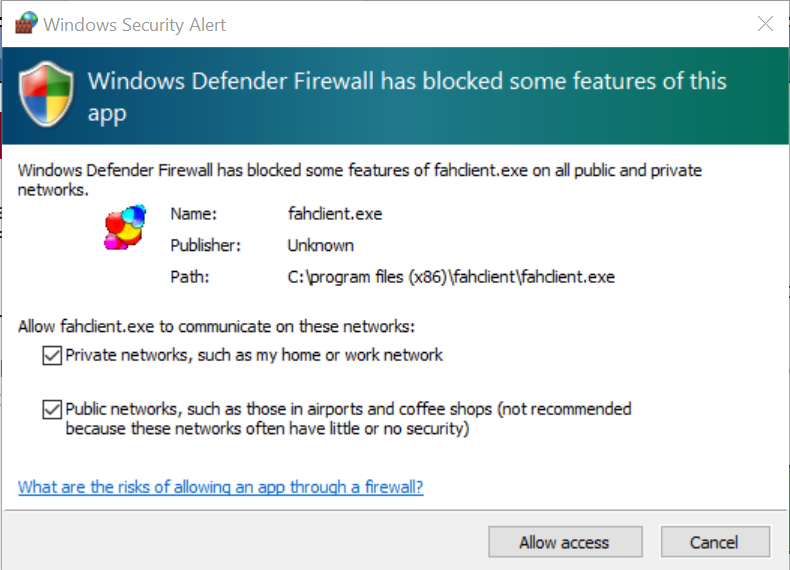 Windows Security Alert
Windows Defender Firewall has blocked some features of this
app
Windows Defender Firewall has blocked some features of fahclient.exe on all public and private
networks.
Name: fahclient.exe
Publisher: Unknown
Path: C:\program files (x86)\fahclient\fahclient.exe
Allow fahclient.exe to communicate on these networks:
Private networks, such as my home or work network
Public networks, such as those in airports and coffee shops (not recommended
because these networks often have little or no security)
What are the risks of allowing an app through a firewall?
Allow access Cancel